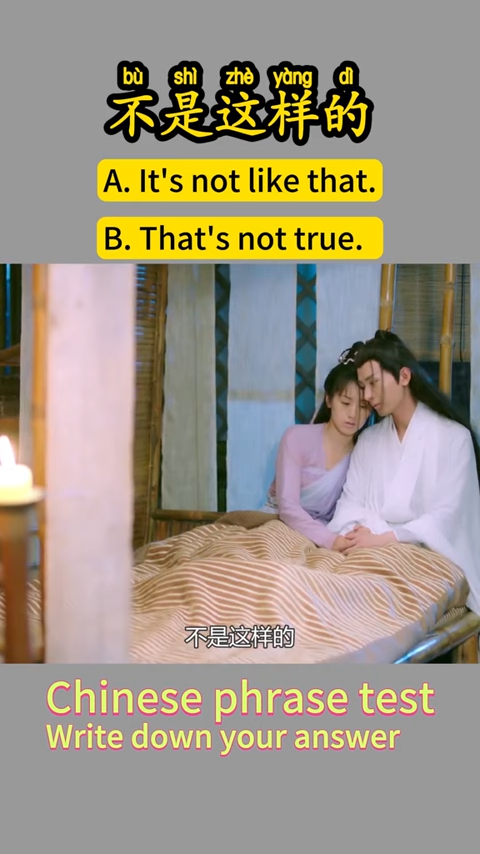 bù shì zhè yàng dì
不是这样的
A. It's not like that.
B. That's not true.
不是这样的
Chinese phrase test
Write down your answer